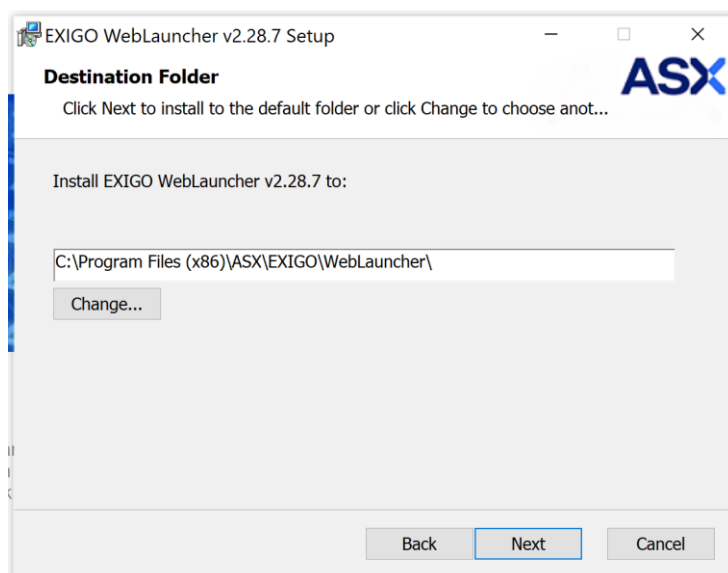 EXIGO WebLauncher v2.28.7 Setup
Destination Folder
ASX
Click Next to install to the default folder or click Change to choose anot...
Install EXIGO WebLauncher v2.28.7 to:
C:\Program Files (x86)\ASX\EXIGO\WebLauncher\
Change...
Back Next Cancel